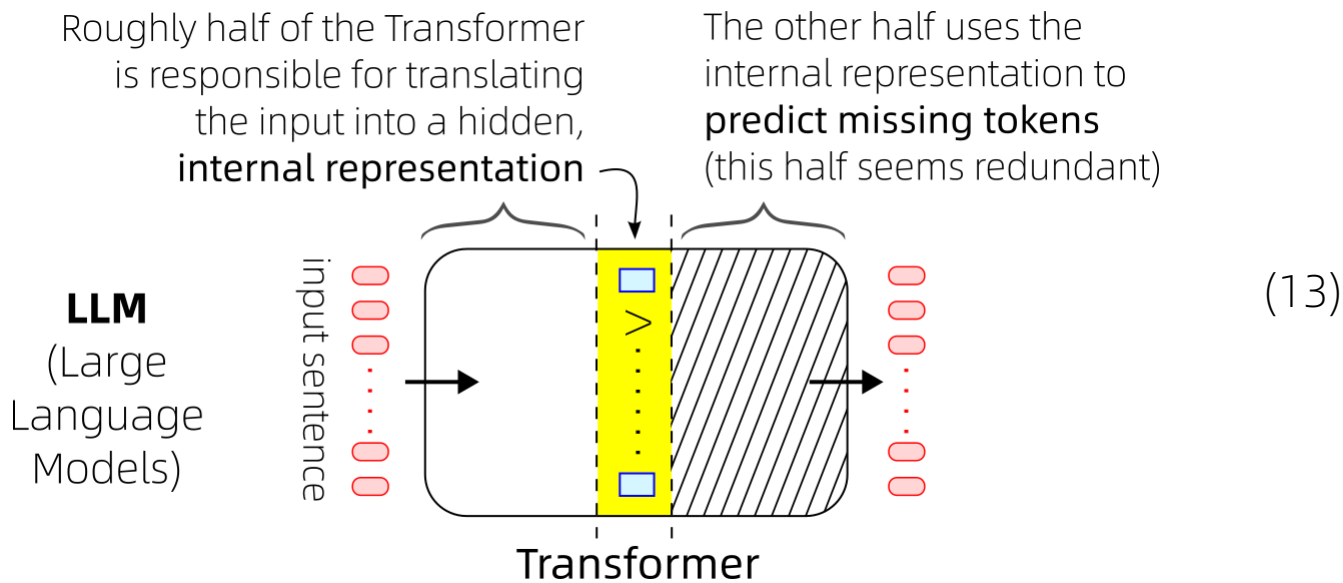 Roughly half of the Transformer
is responsible for translating
the input into a hidden,
internal representation
The other half uses the
internal representation to
predict missing tokens
(this half seems redundant)
LLM
(Large
Language
Models)
input sentence
(13)
Transformer